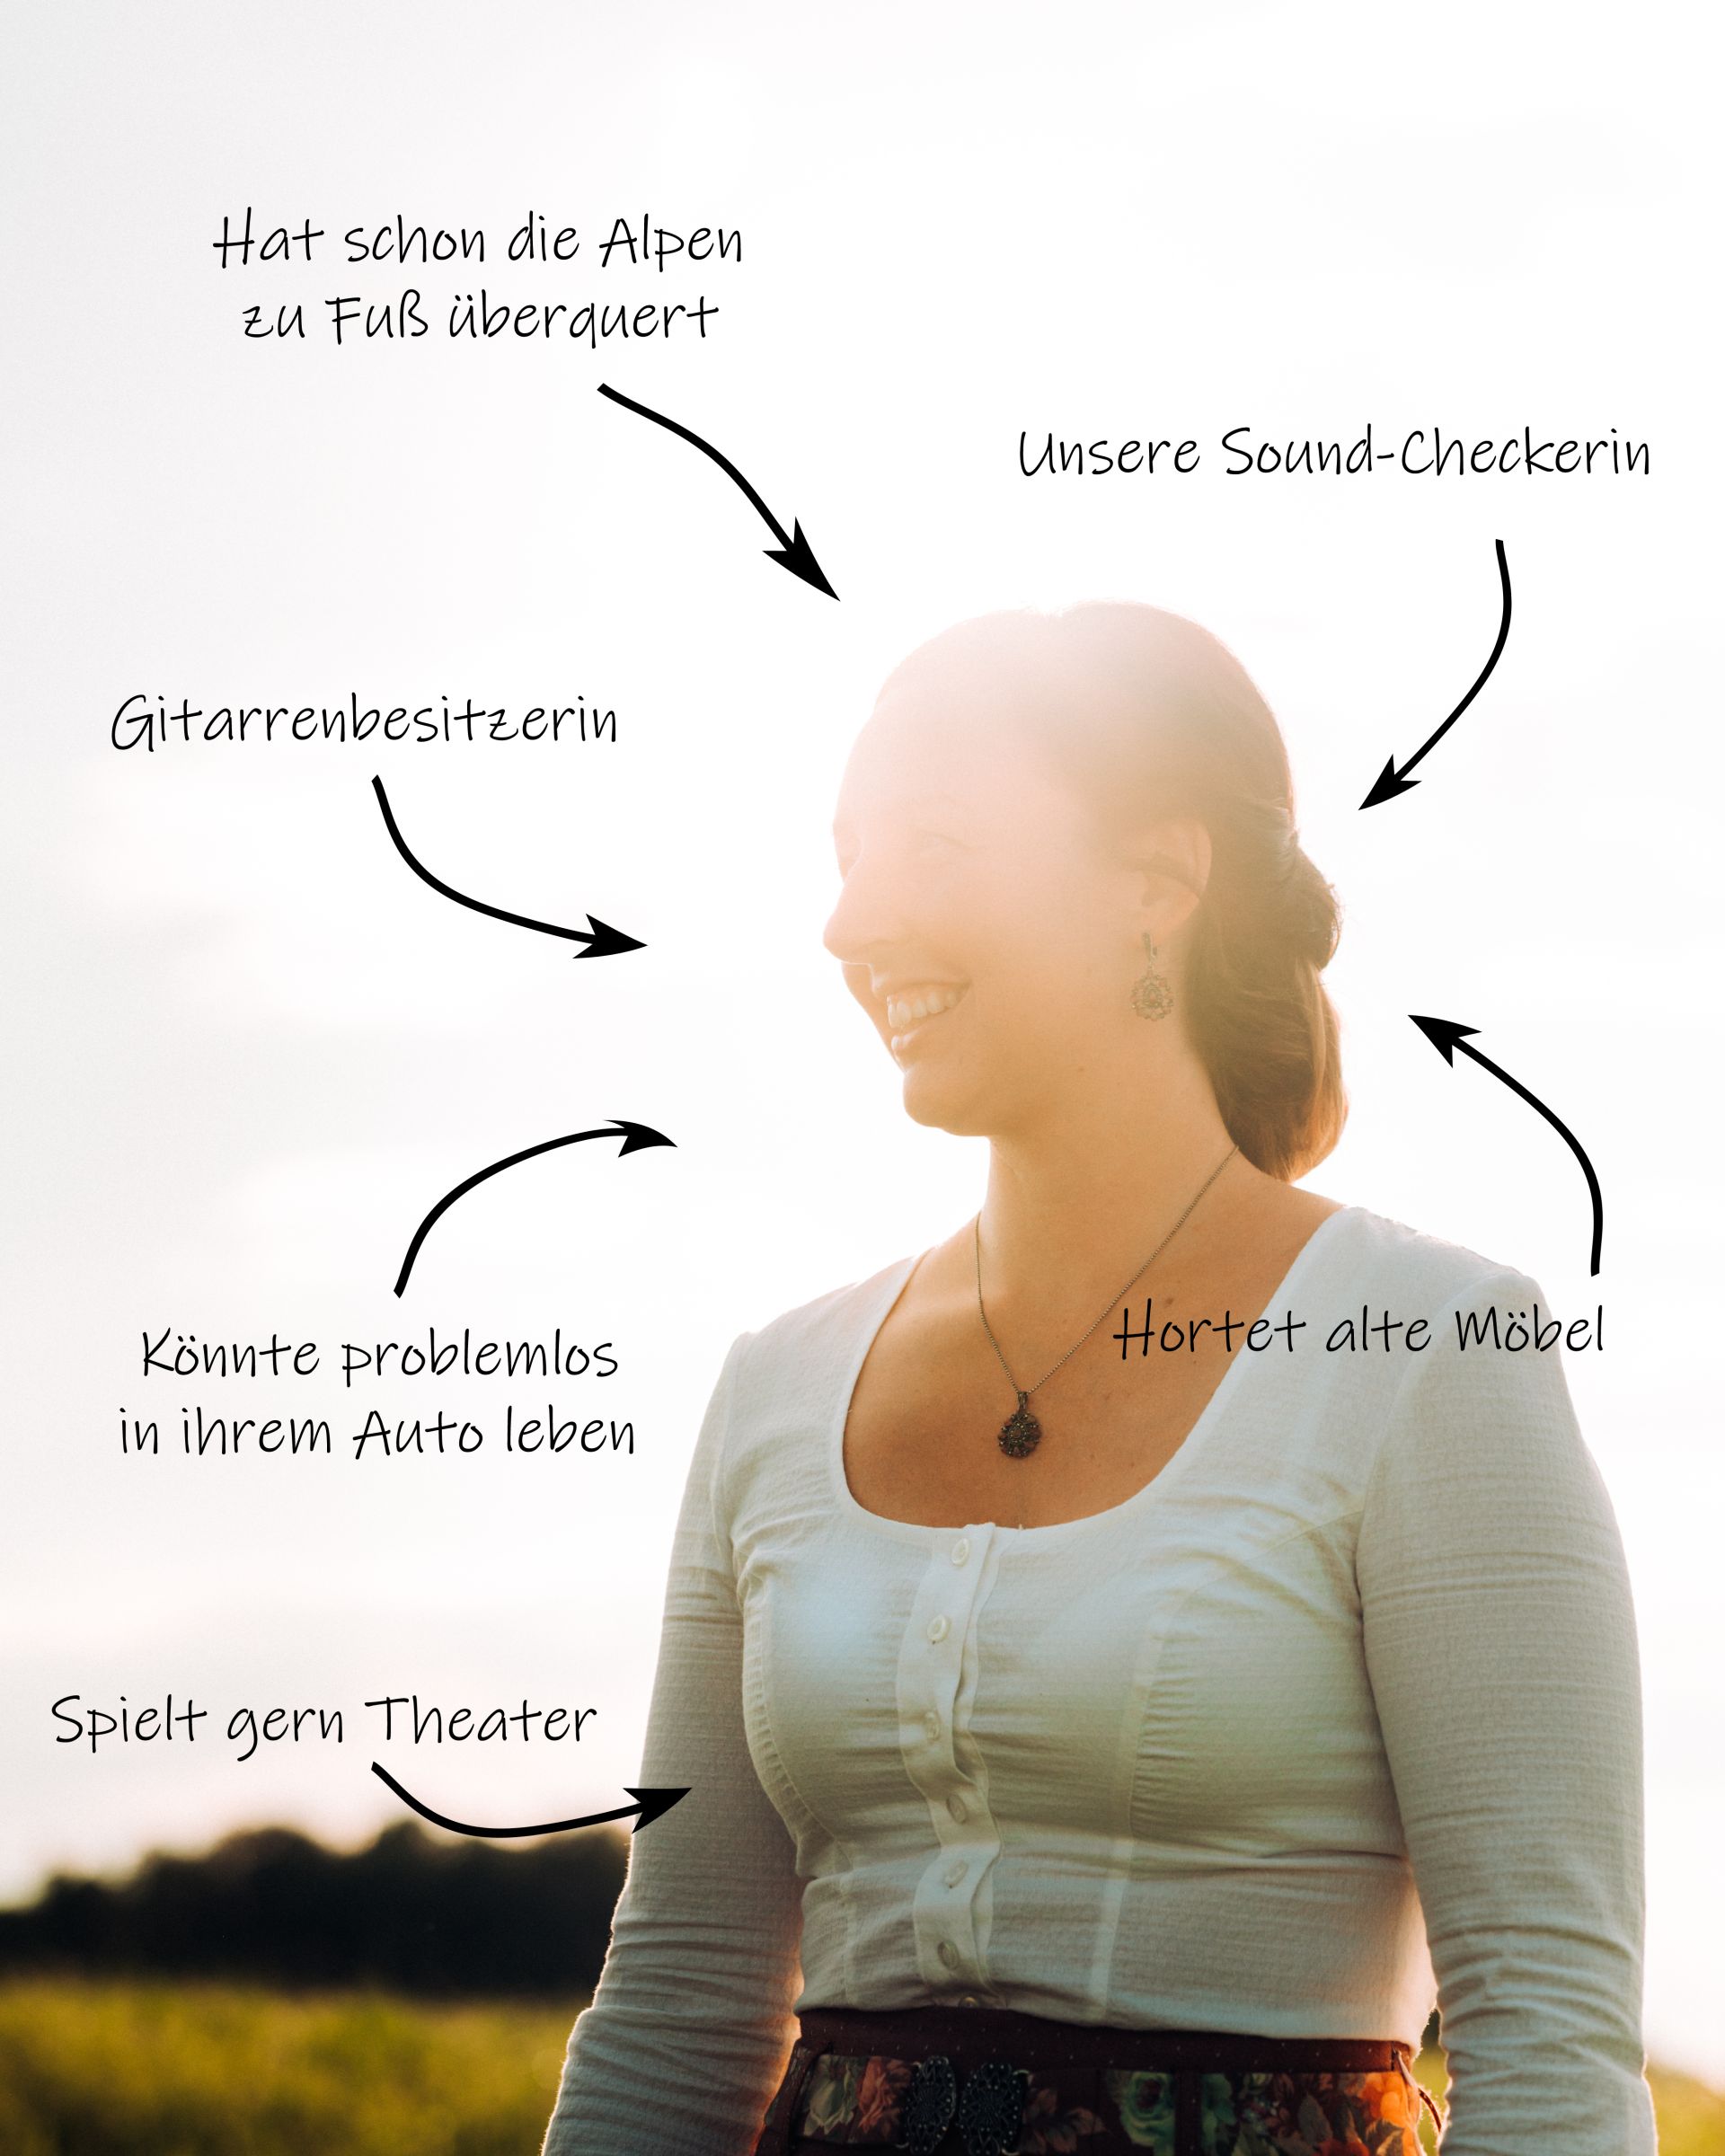 Hat schon die Alpen
zu Fuß überquert
Unsere Sound-Checkerin
Gitarrenbesitzerin
Hortet alte Möbel
Könnte problemlos
in ihrem Auto leben
Spielt gern Theater